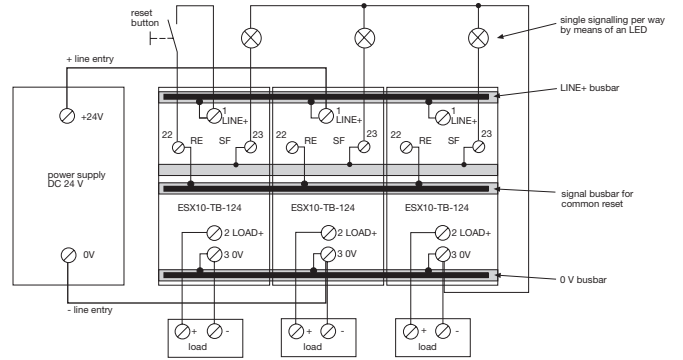 reset
button
single signalling per way
by means of an LED
+ line entry
LINE+ busbar
+24V
1
LINE+
1
LINE+
1
LINE+
22
RE
SF
23
22
RE
SF
23
22
RE
SF
23
power supply
DC 24 V
signal busbar for
common reset
ESX10-TB-124
ESX10-TB-124
ESX10-TB-124
2 LOAD+
2 LOAD+
2 LOAD+
0V
3 0V
3 0V
3 0V
0 V busbar
- line entry
+ -
+ -
+ -
load
load
load